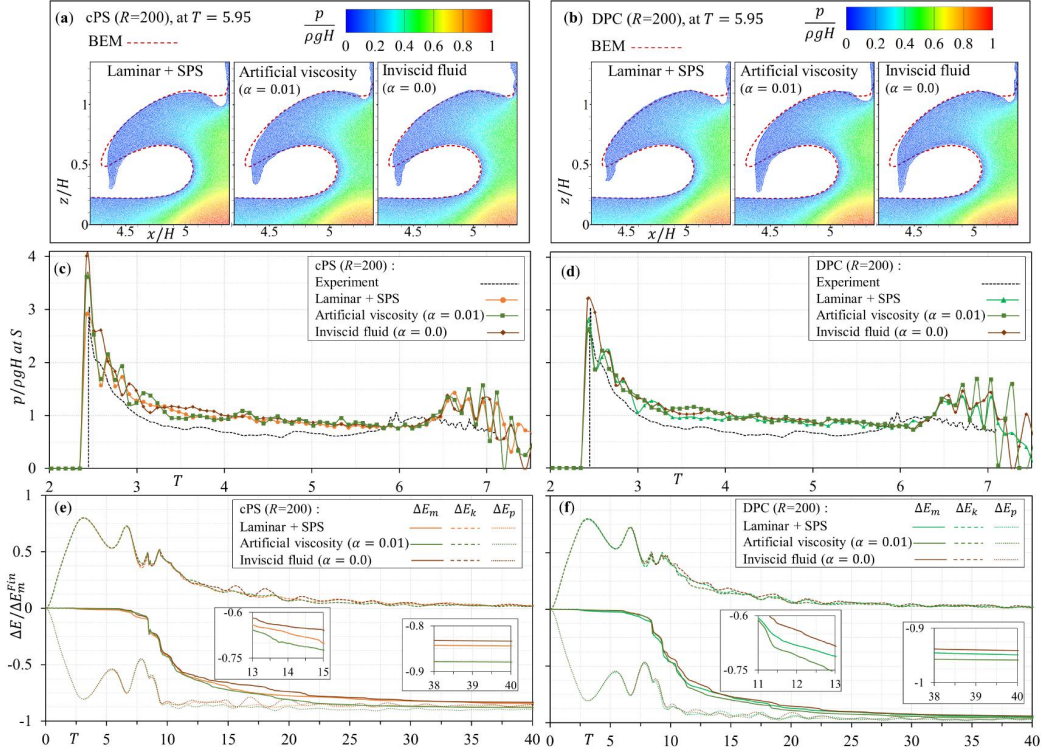 (a) cPS (R=200), at T = 5.95
p/ρgH
0 0.2 0.4 0.6 0.8 1
BEM
Laminar + SPS
Artificial viscosity
(α = 0.01)
Inviscid fluid
(α = 0.0)
z/H
1
0.5
0
4.5 5 4.5 5 4.5 5
x/H
(b) DPC (R=200), at T = 5.95
p/ρgH
0 0.2 0.4 0.6 0.8 1
BEM
Laminar + SPS
Artificial viscosity
(α = 0.01)
Inviscid fluid
(α = 0.0)
z/H
1
0.5
0
4.5 5 4.5 5 4.5 5
x/H
(c)
cPS (R=200) :
Experiment
Laminar + SPS
Artificial viscosity (α = 0.01)
Inviscid fluid (α = 0.0)
p/ρgH at S
4
3
2
1
0
2 T 4 5 6 7
(d)
DPC (R=200) :
Experiment
Laminar + SPS
Artificial viscosity (α = 0.01)
Inviscid fluid (α = 0.0)
2 3 4 5 6 T 7
(e)
cPS (R=200) : ΔE_m ΔE_k ΔE_p
Laminar + SPS
Artificial viscosity (α = 0.01)
Inviscid fluid (α = 0.0)
ΔE/ΔE_m^Fin
1
0.5
0
-0.5
-1
-0.6
-0.75
13 14 15
-0.8
-0.9
38 40
0 T 5 10 15 20 25 30 35 40
(f)
DPC (R=200) : ΔE_m ΔE_k ΔE_p
Laminar + SPS
Artificial viscosity (α = 0.01)
Inviscid fluid (α = 0.0)
-0.6
-0.75
11 12 13
-0.9
-1
38 40
0 T 5 10 15 20 25 30 35 40